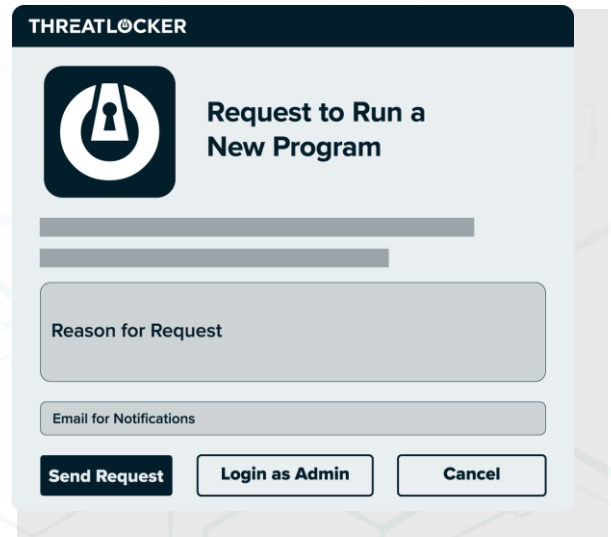 THREATLOCKER
Request to Run a
New Program
Reason for Request
Email for Notifications
Send Request
Login as Admin
Cancel